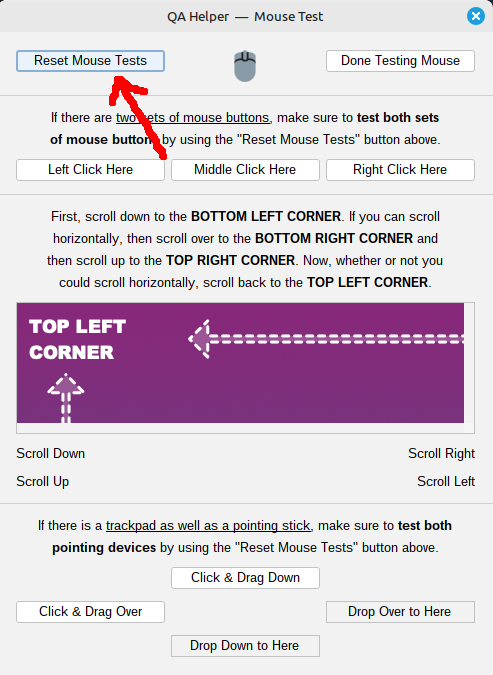 QA Helper — Mouse Test
Reset Mouse Tests
Done Testing Mouse
If there are two sets of mouse buttons, make sure to test both sets
of mouse buttons by using the "Reset Mouse Tests" button above.
Left Click Here
Middle Click Here
Right Click Here
First, scroll down to the BOTTOM LEFT CORNER. If you can scroll
horizontally, then scroll over to the BOTTOM RIGHT CORNER and
then scroll up to the TOP RIGHT CORNER. Now, whether or not you
could scroll horizontally, scroll back to the TOP LEFT CORNER.
TOP LEFT
CORNER
Scroll Down
Scroll Right
Scroll Up
Scroll Left
If there is a trackpad as well as a pointing stick, make sure to test both
pointing devices by using the "Reset Mouse Tests" button above.
Click & Drag Down
Click & Drag Over
Drop Over to Here
Drop Down to Here